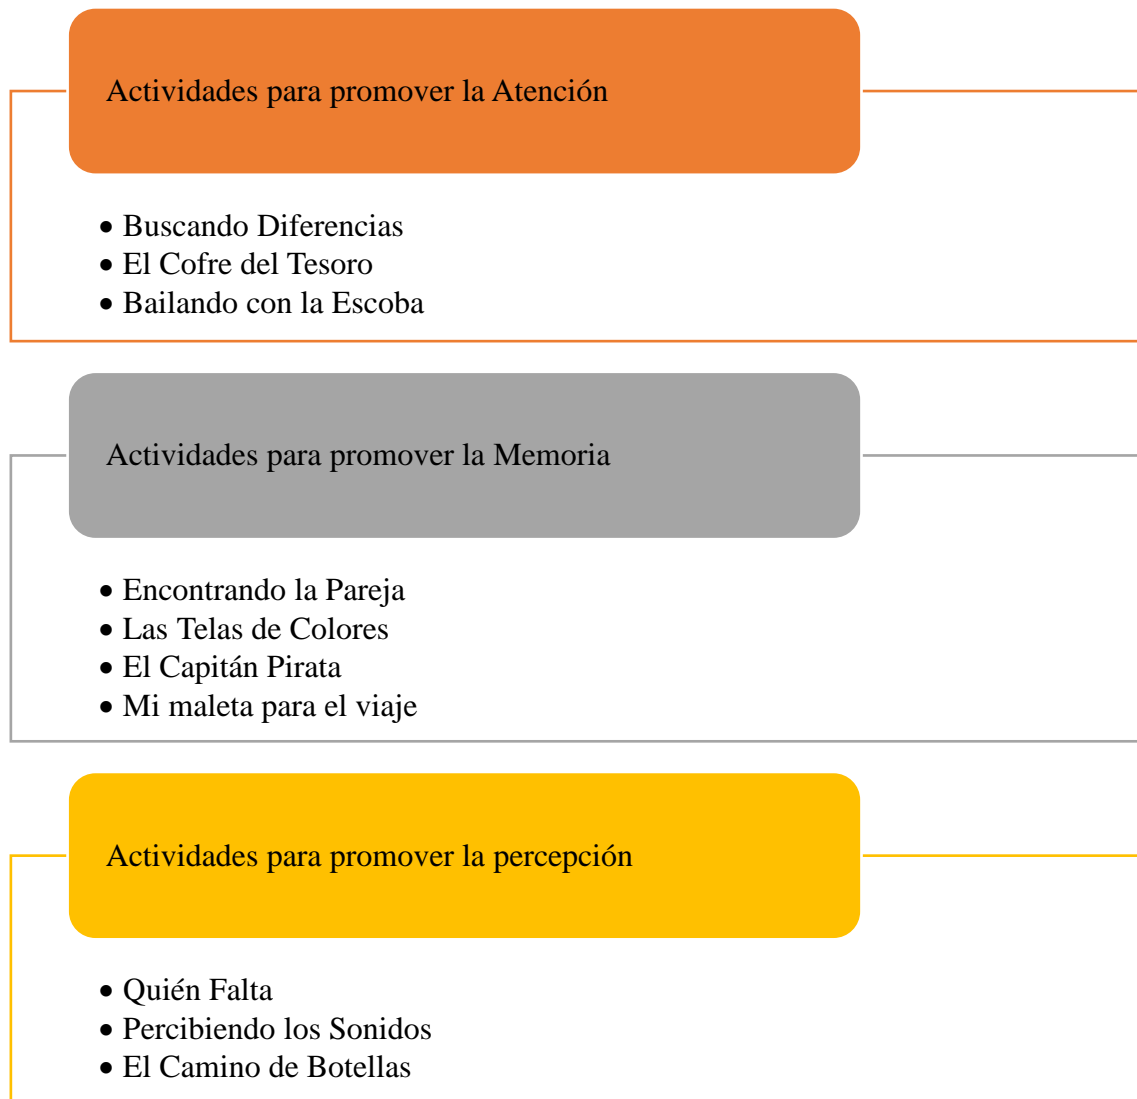 Actividades para promover la Atención
• Buscando Diferencias
• El Cofre del Tesoro
• Bailando con la Escoba
Actividades para promover la Memoria
• Encontrando la Pareja
• Las Telas de Colores
• El Capitán Pirata
• Mi maleta para el viaje
Actividades para promover la percepción
• Quién Falta
• Percibiendo los Sonidos
• El Camino de Botellas